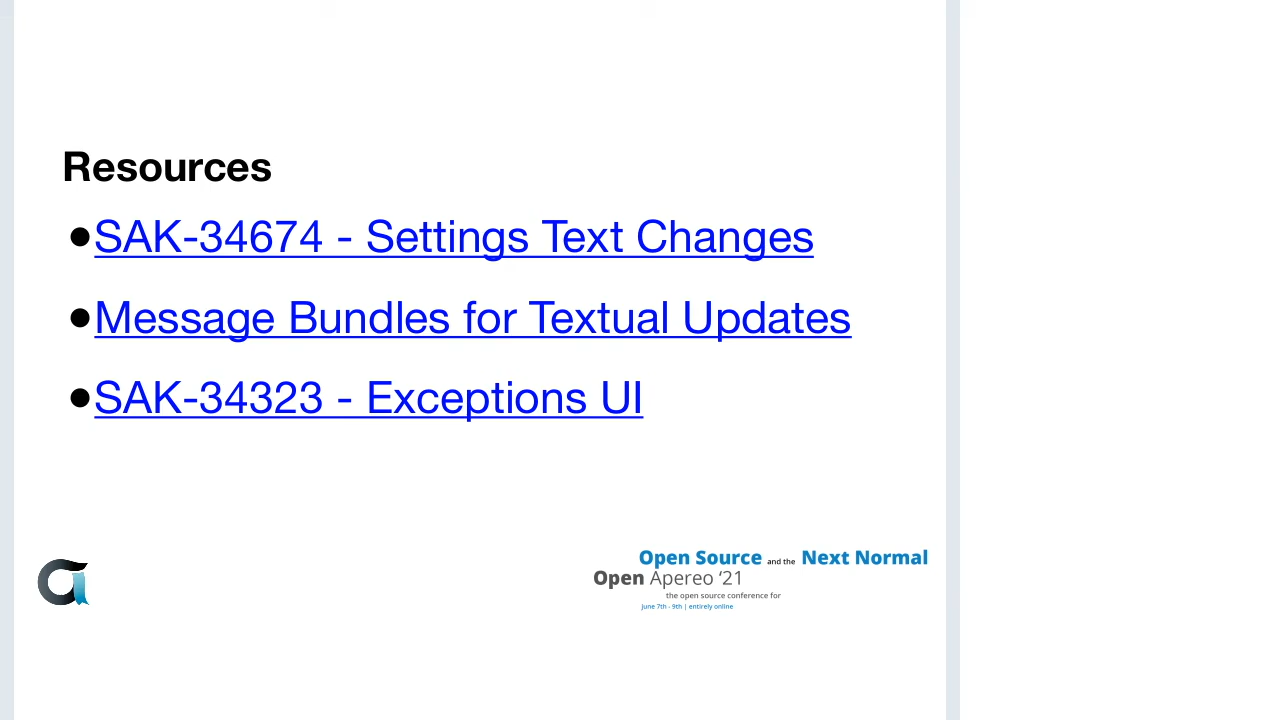 Resources
●SAK-34674 - Settings Text Changes
●Message Bundles for Textual Updates
●SAK-34323 - Exceptions UI
Open Source and the Next Normal
Open Apereo ‘21
the open source conference for
June 7th - 9th | entirely online